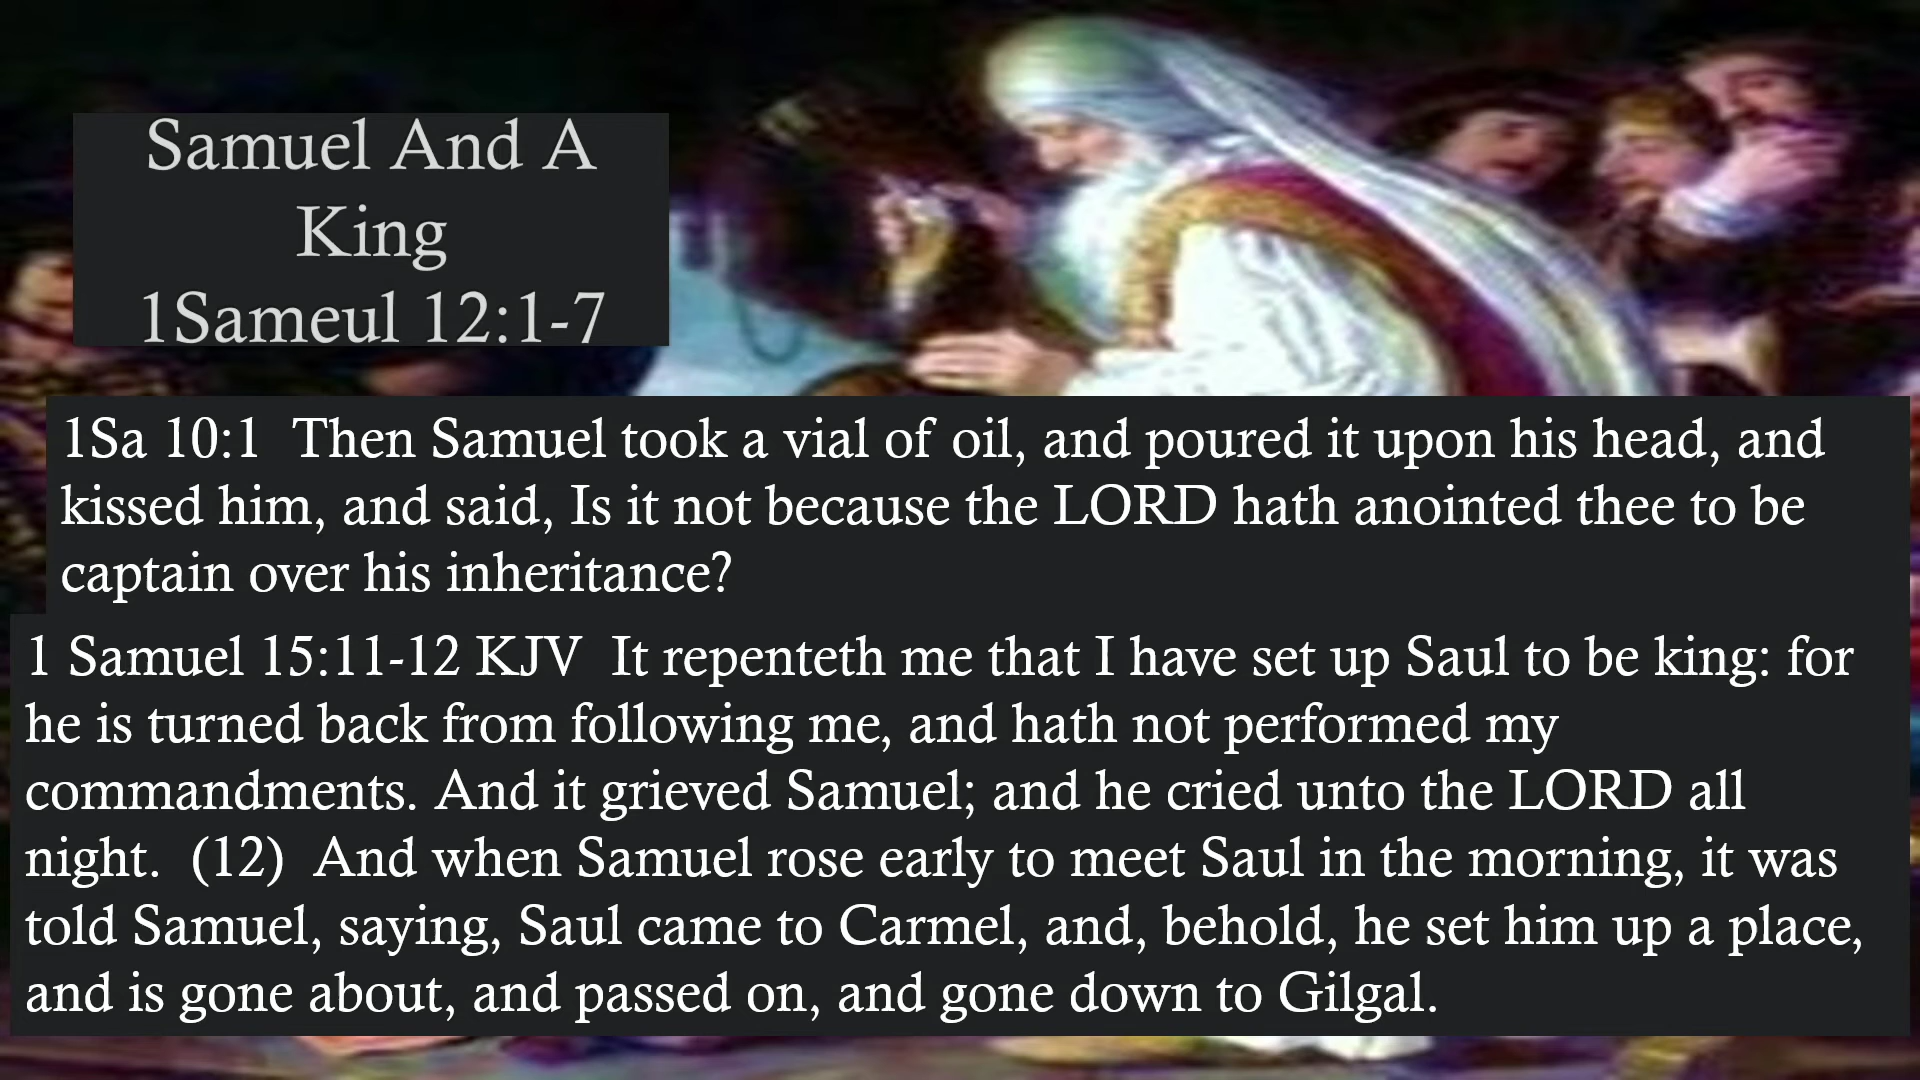 Samuel And A
King
1Sameul 12:1-7
1Sa 10:1  Then Samuel took a vial of oil, and poured it upon his head, and
kissed him, and said, Is it not because the LORD hath anointed thee to be
captain over his inheritance?
1 Samuel 15:11-12 KJV  It repenteth me that I have set up Saul to be king: for
he is turned back from following me, and hath not performed my
commandments. And it grieved Samuel; and he cried unto the LORD all
night.  (12)  And when Samuel rose early to meet Saul in the morning, it was
told Samuel, saying, Saul came to Carmel, and, behold, he set him up a place,
and is gone about, and passed on, and gone down to Gilgal.